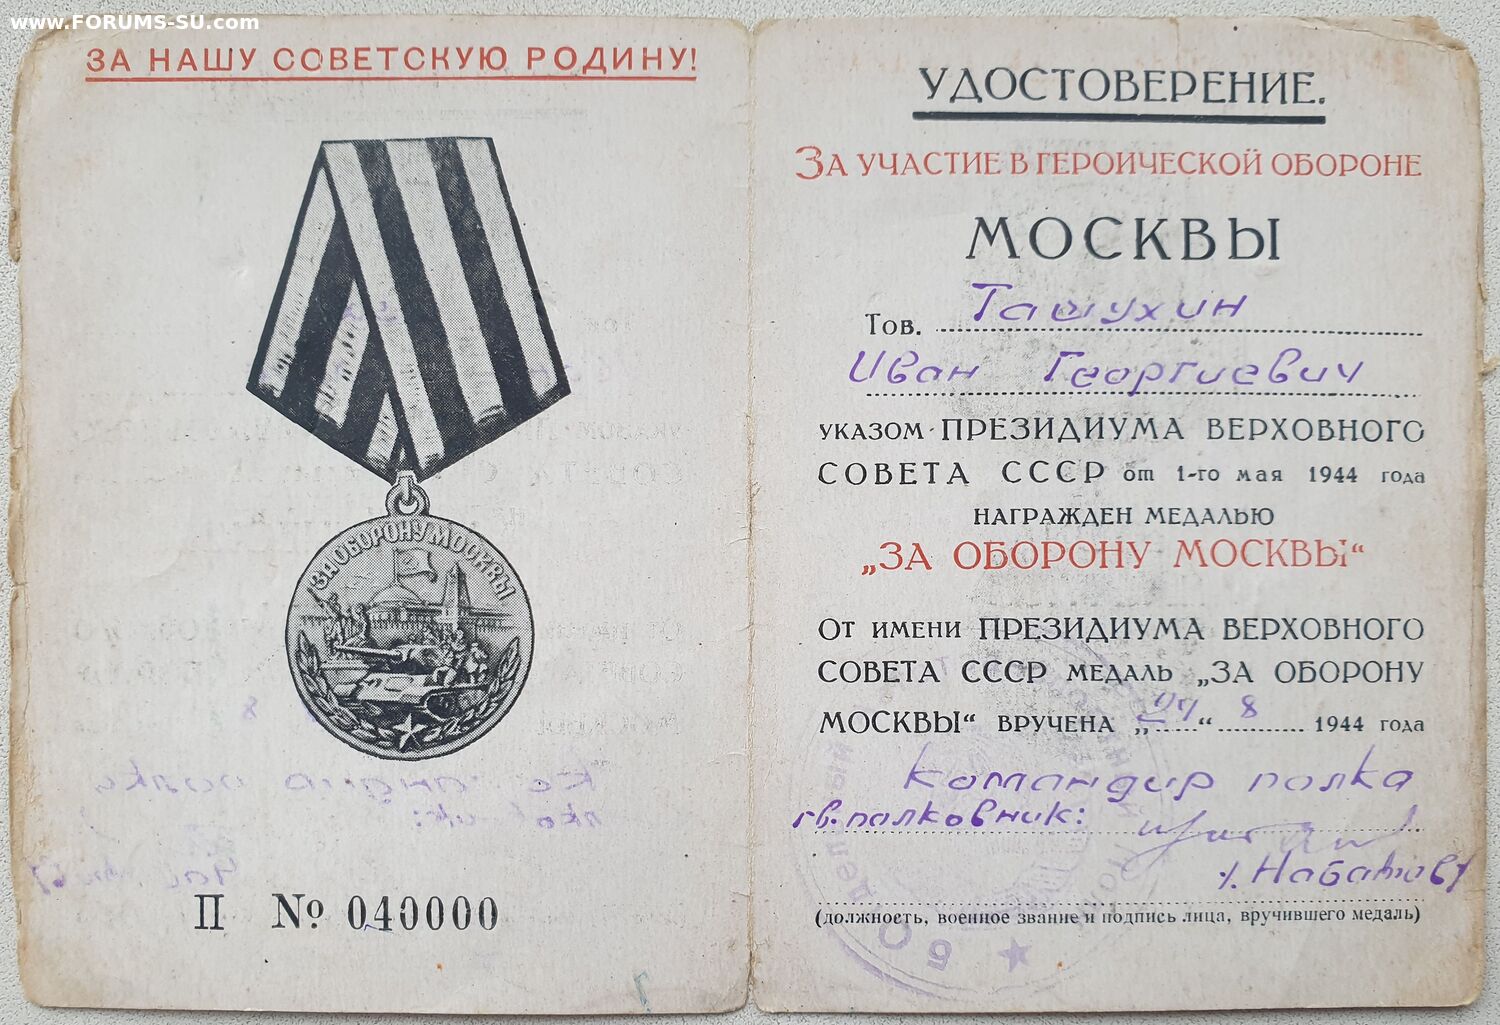 www.FORUMS-SU.com
ЗА НАШУ СОВЕТСКУЮ РОДИНУ!
ЗА ОБОРОНУ МОСКВЫ
П № 040000
УДОСТОВЕРЕНИЕ.
ЗА УЧАСТИЕ В ГЕРОИЧЕСКОЙ ОБОРОНЕ
МОСКВЫ
Тов. Ташухин
Иван Георгиевич
УКАЗОМ ПРЕЗИДИУМА ВЕРХОВНОГО
СОВЕТА СССР от 1-го мая 1944 года
НАГРАЖДЕН МЕДАЛЬЮ
„ЗА ОБОРОНУ МОСКВЫ“
ОТ ИМЕНИ ПРЕЗИДИУМА ВЕРХОВНОГО
СОВЕТА СССР МЕДАЛЬ „ЗА ОБОРОНУ
МОСКВЫ“ ВРУЧЕНА „ “ 8 1944 года
Командир полка
гв. полковник:
(должность, военное звание и подпись лица, вручившего медаль)